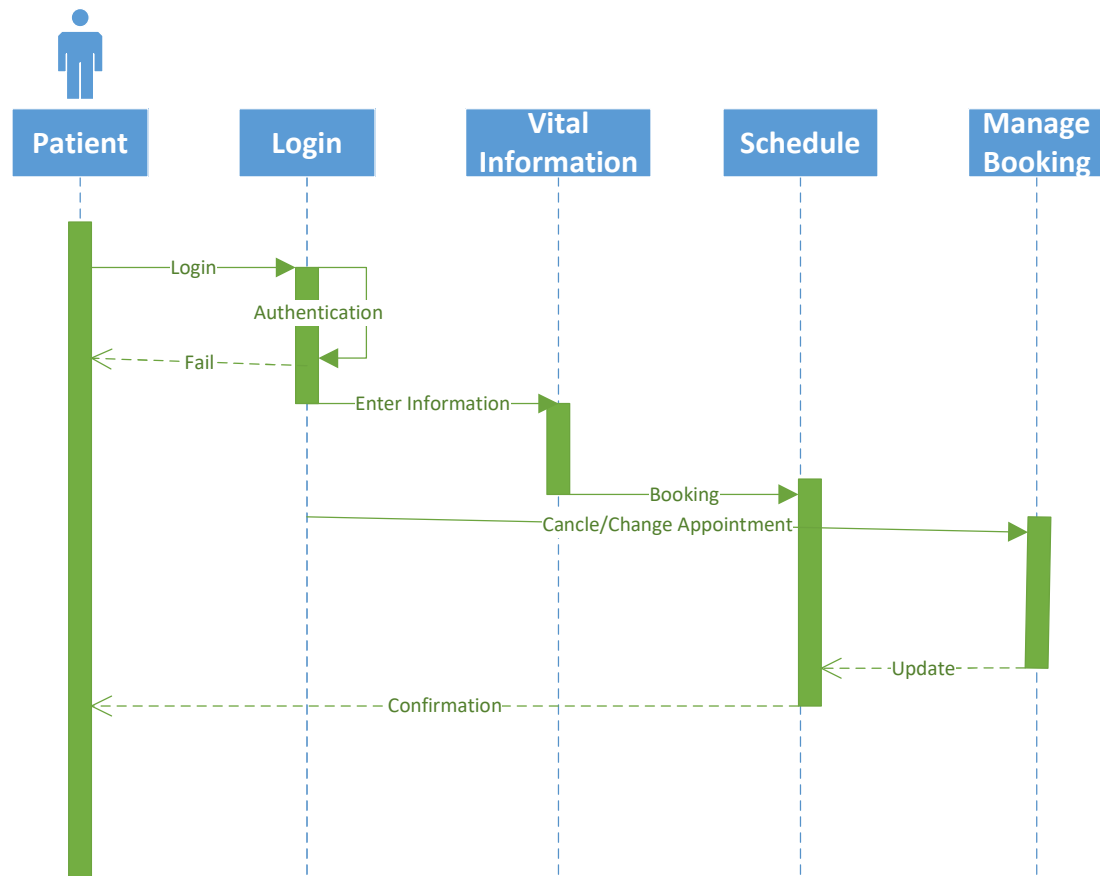 Patient
Login
Vital
Information
Schedule
Manage
Booking
Login
Authentication
Fail
Enter Information
Booking
Cancle/Change Appointment
Update
Confirmation